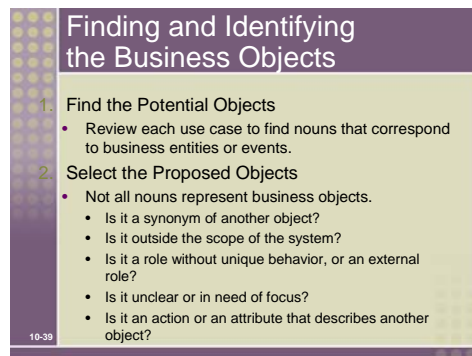 Finding and Identifying
the Business Objects
1. Find the Potential Objects
• Review each use case to find nouns that correspond
to business entities or events.
2. Select the Proposed Objects
• Not all nouns represent business objects.
• Is it a synonym of another object?
• Is it outside the scope of the system?
• Is it a role without unique behavior, or an external
role?
• Is it unclear or in need of focus?
• Is it an action or an attribute that describes another
object?
10-39